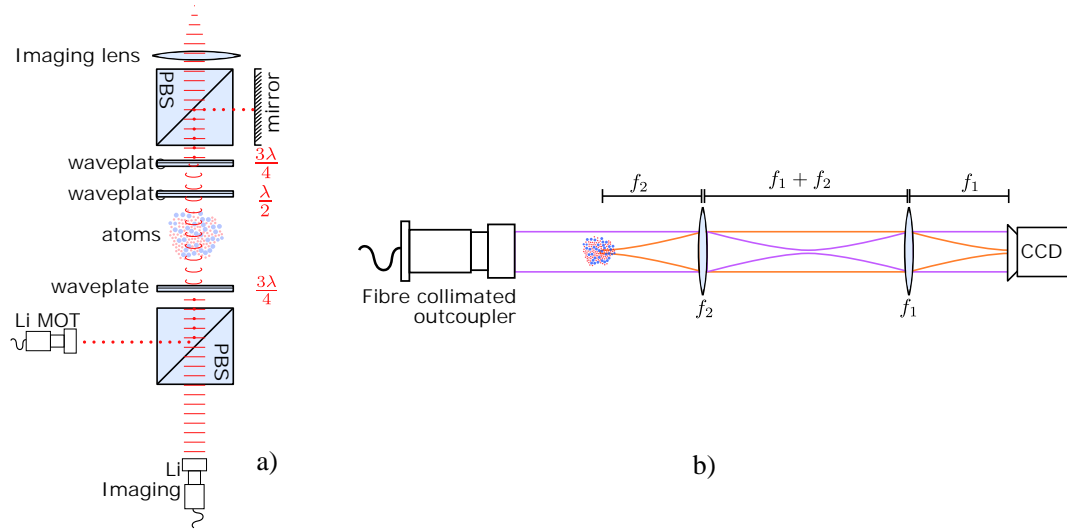 Imaging lens
PBS
mirror
waveplate
3λ/4
waveplate
λ/2
atoms
waveplate
3λ/4
Li MOT
PBS
Li
Imaging
a)
f₂
f₁ + f₂
f₁
CCD
Fibre collimated
outcoupler
f₂
f₁
b)